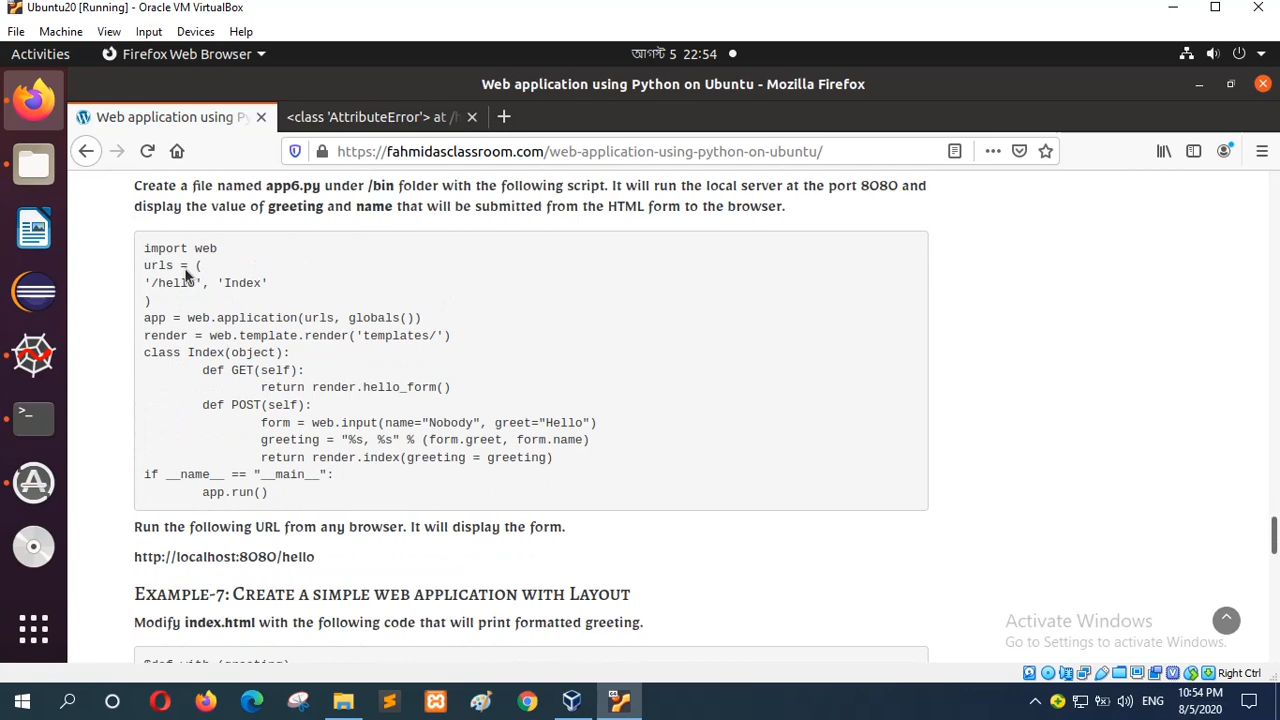 Ubuntu20 [Running] - Oracle VM VirtualBox
File Machine View Input Devices Help
Activities Firefox Web Browser আগস্ট 5 22:54
Web application using Python on Ubuntu - Mozilla Firefox
Web application using Py <class 'AttributeError'> at /h
https://fahmidasclassroom.com/web-application-using-python-on-ubuntu/
Create a file named app6.py under /bin folder with the following script. It will run the local server at the port 8080 and
display the value of greeting and name that will be submitted from the HTML form to the browser.
import web
urls = (
'/hello', 'Index'
)
app = web.application(urls, globals())
render = web.template.render('templates/')
class Index(object):
def GET(self):
return render.hello_form()
def POST(self):
form = web.input(name="Nobody", greet="Hello")
greeting = "%s, %s" % (form.greet, form.name)
return render.index(greeting = greeting)
if __name__ == "__main__":
app.run()
Run the following URL from any browser. It will display the form.
http://localhost:8080/hello
Example-7: Create a simple web application with Layout
Modify index.html with the following code that will print formatted greeting.
$def with (greeting)
Activate Windows
Go to Settings to activate Windows.
Right Ctrl
ENG
10:54 PM
8/5/2020